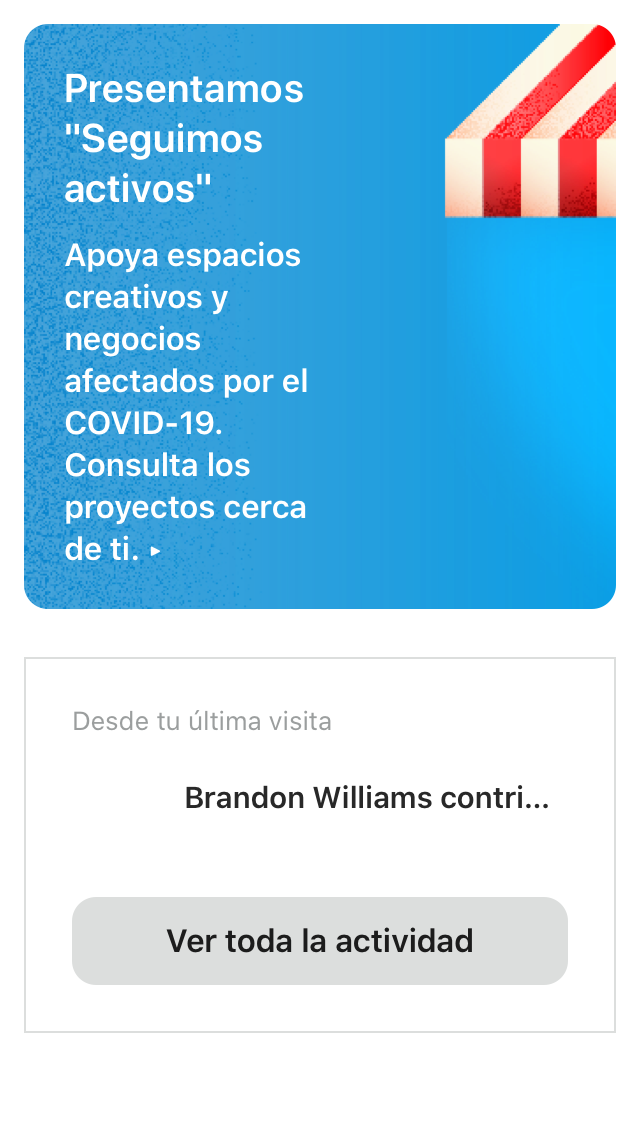 Presentamos
"Seguimos
activos"
Apoya espacios
creativos y
negocios
afectados por el
COVID-19.
Consulta los
proyectos cerca
de ti. ▸
Desde tu última visita
Brandon Williams contri...
Ver toda la actividad